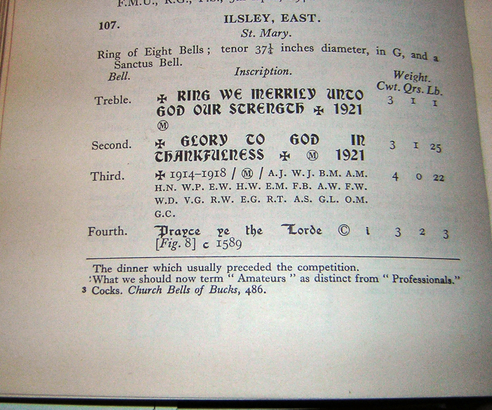 107. ILSLEY, EAST.
St. Mary.
Ring of Eight Bells; tenor 37¼ inches diameter, in G, and a
Sanctus Bell.
Bell. Inscription. Weight.
Cwt. Qrs. Lb.
Treble. ✠ RING WE MERRILY UNTO 3 1 1
GOD OUR STRENGTH ✠ 1921
Ⓜ
Second. ✠ GLORY TO GOD IN 3 1 25
THANKFULNESS ✠ Ⓜ 1921
Third. ✠ 1914–1918 / Ⓜ / A.J. W.J. B.M. A.M. 4 0 22
H.N. W.P. E.W. H.W. E.M. F.B. A.W. F.W.
W.D. V.G. R.W. E.G. R.T. A.S. G.L. O.M.
G.C.
Fourth. Prayce ye the Lorde © 1 3 2 3
[Fig. 8] c 1589
The dinner which usually preceded the competition.
What we should now term " Amateurs " as distinct from " Professionals."
3 Cocks. Church Bells of Bucks, 486.